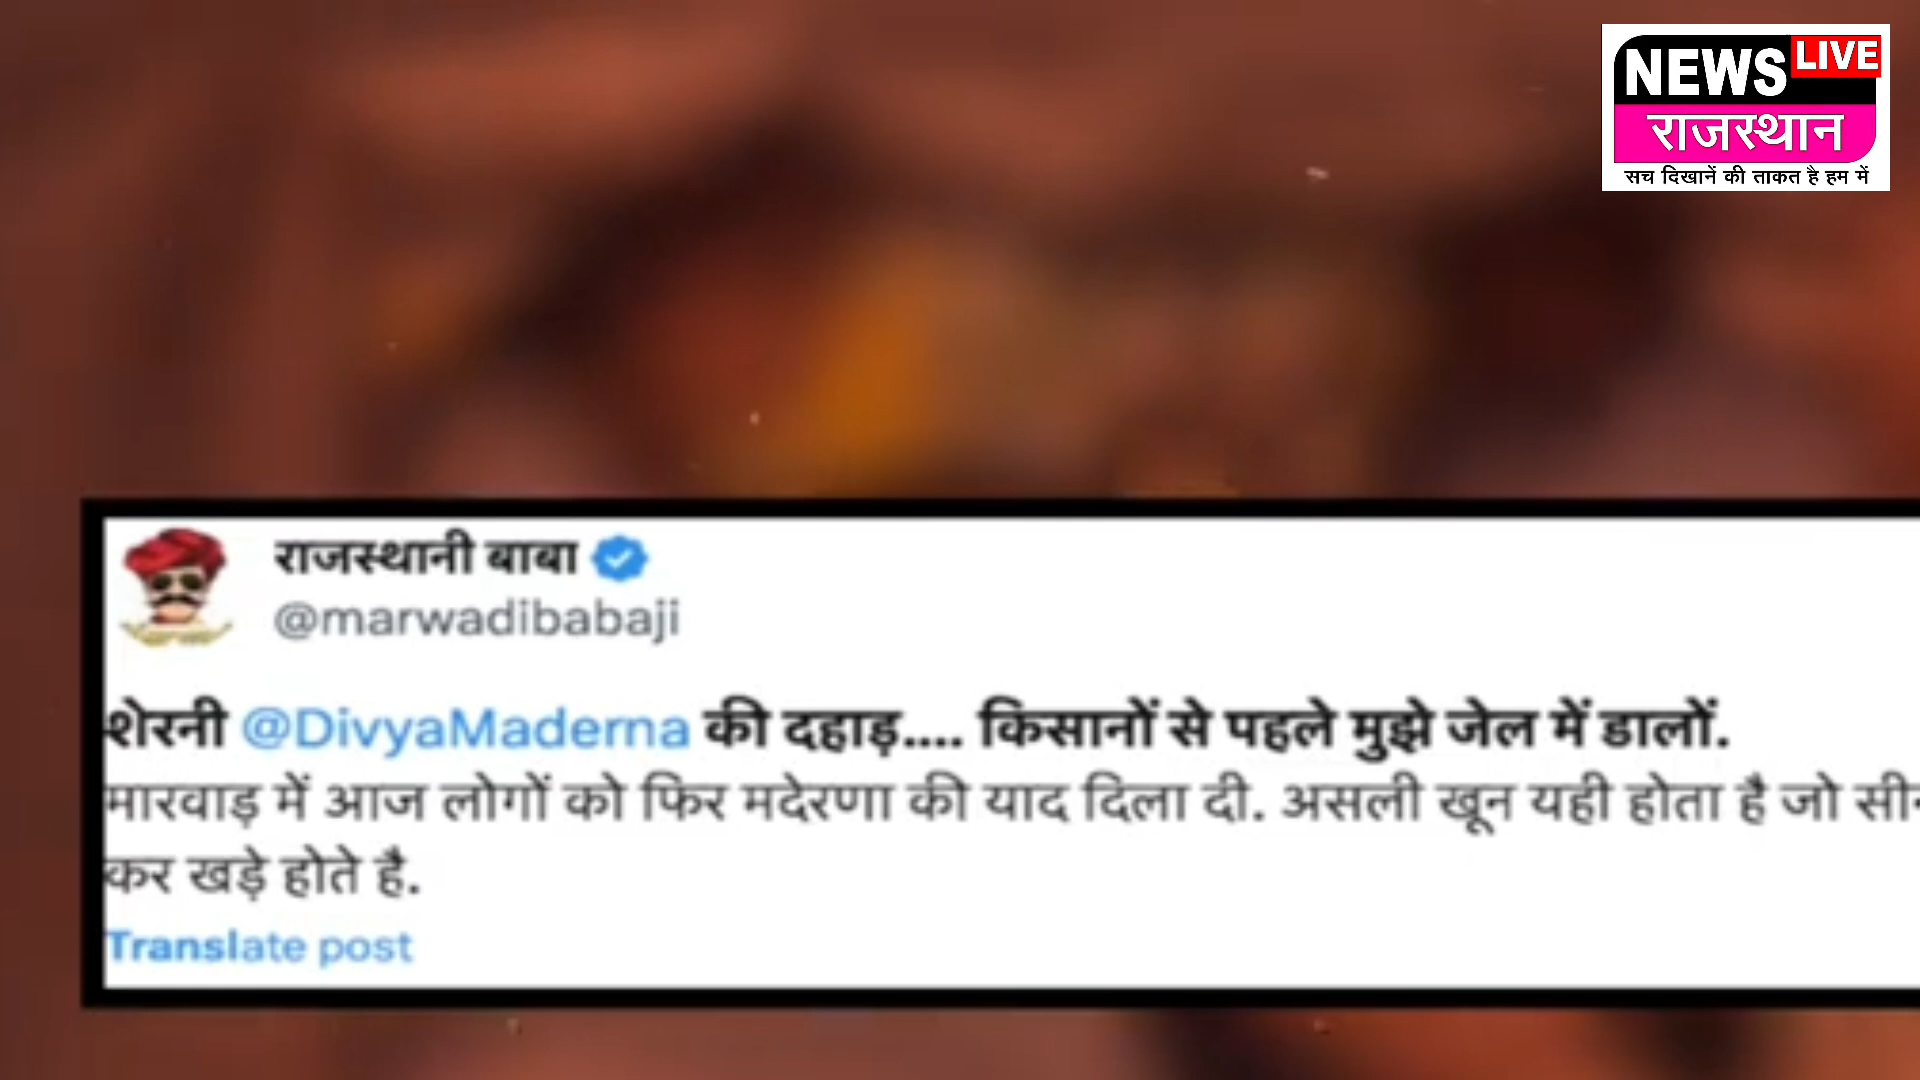 NEWS LIVE
राजस्थान
सच दिखानें की ताकत है हम में
राजस्थानी बाबा
@marwadibabaji
शेरनी @DivyaMaderna की दहाड़.... किसानों से पहले मुझे जेल में डालों.
मारवाड़ में आज लोगों को फिर मदेरणा की याद दिला दी. असली खून यही होता है जो
कर खड़े होते है.
Translate post